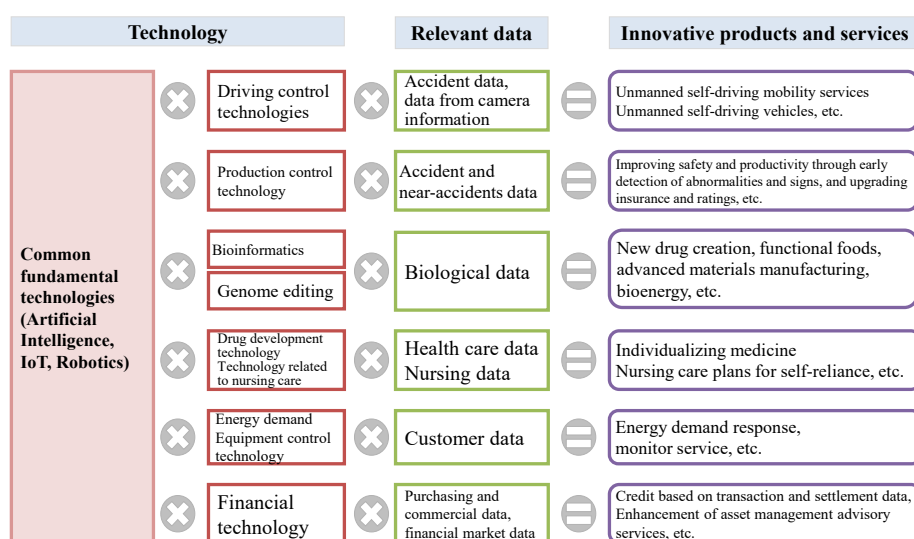 Technology
Relevant data
Innovative products and services
Common
fundamental
technologies
(Artificial
Intelligence,
IoT, Robotics)
Driving control
technologies
Accident data,
data from camera
information
Unmanned self-driving mobility services
Unmanned self-driving vehicles, etc.
Production control
technology
Accident and
near-accidents data
Improving safety and productivity through early
detection of abnormalities and signs, and upgrading
insurance and ratings, etc.
Bioinformatics
Genome editing
Biological data
New drug creation, functional foods,
advanced materials manufacturing,
bioenergy, etc.
Drug development
technology
Technology related
to nursing care
Health care data
Nursing data
Individualizing medicine
Nursing care plans for self-reliance, etc.
Energy demand
Equipment control
technology
Customer data
Energy demand response,
monitor service, etc.
Financial
technology
Purchasing and
commercial data,
financial market data
Credit based on transaction and settlement data,
Enhancement of asset management advisory
services, etc.